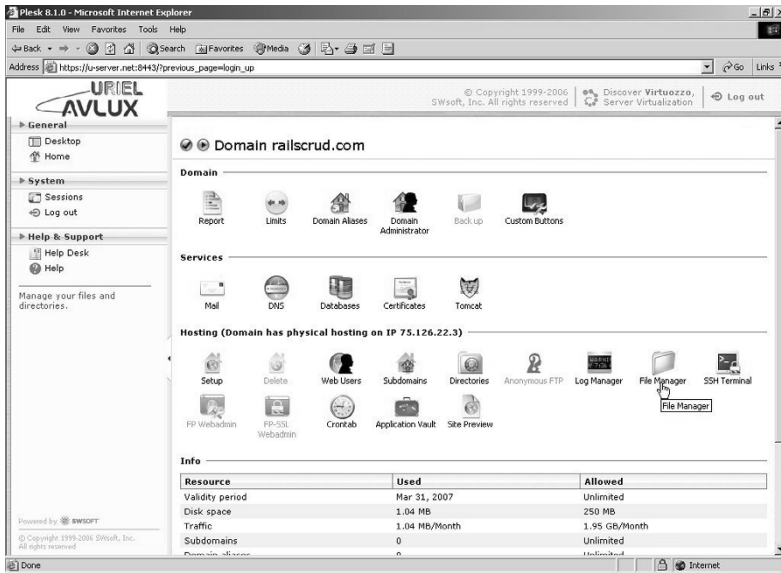 Plesk 8.1.0 - Microsoft Internet Explorer
File Edit View Favorites Tools Help
Back Search Favorites Media
Address https://u-server.net:8443/?previous_page=login_up Go Links
URIEL
AVLUX
© Copyright 1999-2006
SWsoft, Inc. All rights reserved
Discover Virtuozzo,
Server Virtualization
Log out
General
Desktop
Home
System
Sessions
Log out
Help & Support
Help Desk
Help
Manage your files and
directories.
Powered by SWSOFT
© Copyright 1999-2006 SWsoft, Inc.
All rights reserved
Domain railscrud.com
Domain
Report Limits Domain Aliases Domain Administrator Back up Custom Buttons
Services
Mail DNS Databases Certificates Tomcat
Hosting (Domain has physical hosting on IP 75.126.22.3)
Setup Delete Web Users Subdomains Directories Anonymous FTP Log Manager File Manager SSH Terminal
File Manager
FP Webadmin FP-SSL Webadmin Crontab Application Vault Site Preview
Info
Resource Used Allowed
Validity period Mar 31, 2007 Unlimited
Disk space 1.04 MB 250 MB
Traffic 1.04 MB/Month 1.95 GB/Month
Subdomains 0 Unlimited
Domain aliases 0 Unlimited
Done Internet